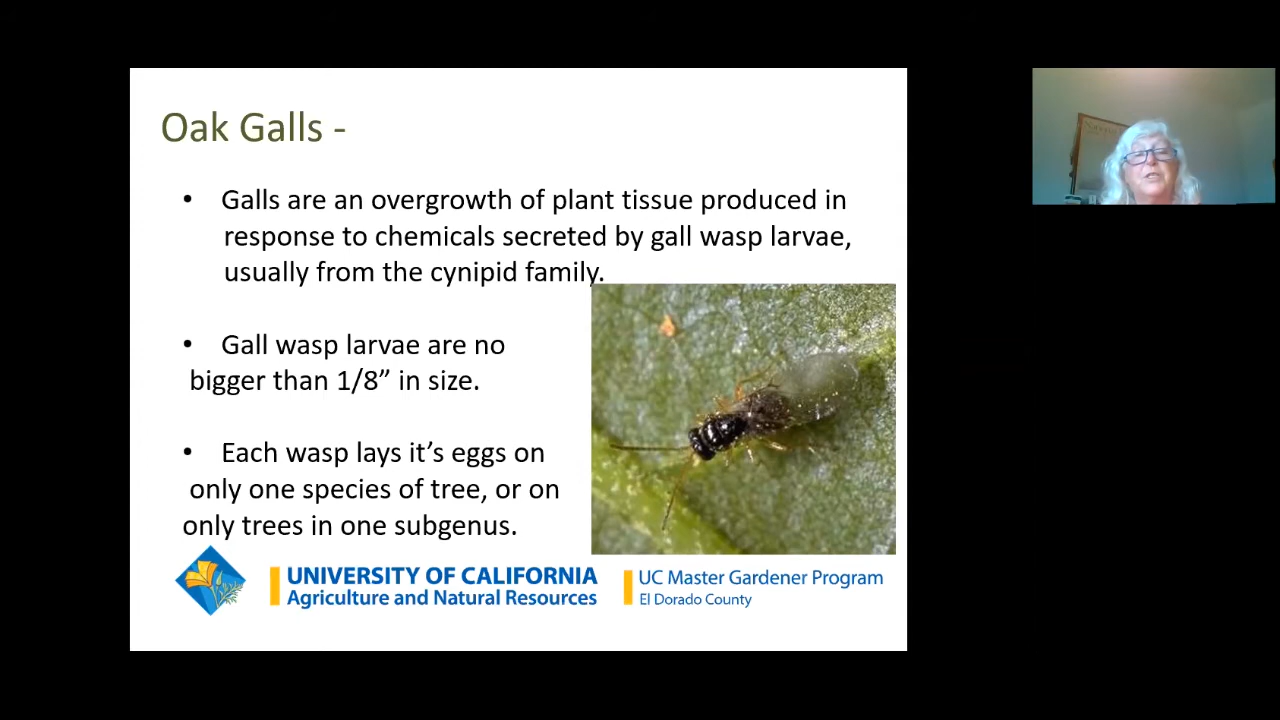 Oak Galls -
• Galls are an overgrowth of plant tissue produced in
response to chemicals secreted by gall wasp larvae,
usually from the cynipid family.
• Gall wasp larvae are no
bigger than 1/8” in size.
• Each wasp lays it’s eggs on
only one species of tree, or on
only trees in one subgenus.
UNIVERSITY OF CALIFORNIA
Agriculture and Natural Resources
UC Master Gardener Program
El Dorado County